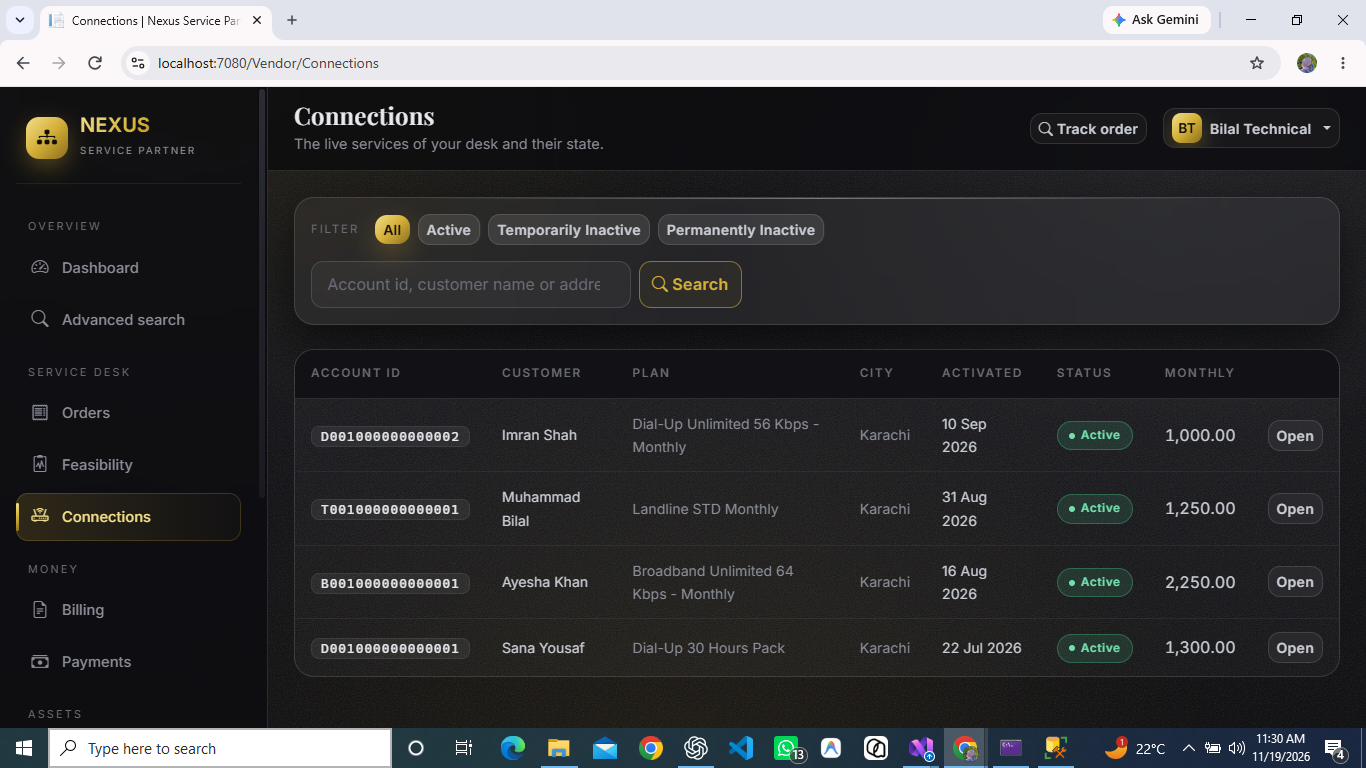 Connections | Nexus Service Par
Ask Gemini
localhost:7080/Vendor/Connections
NEXUS
SERVICE PARTNER
OVERVIEW
Dashboard
Advanced search
SERVICE DESK
Orders
Feasibility
Connections
MONEY
Billing
Payments
ASSETS
Connections
The live services of your desk and their state.
Track order
BT Bilal Technical
FILTER All Active Temporarily Inactive Permanently Inactive
Account id, customer name or addre
Search
ACCOUNT ID CUSTOMER PLAN CITY ACTIVATED STATUS MONTHLY
D001000000000002 Imran Shah Dial-Up Unlimited 56 Kbps - Monthly Karachi 10 Sep 2026 Active 1,000.00 Open
T001000000000001 Muhammad Bilal Landline STD Monthly Karachi 31 Aug 2026 Active 1,250.00 Open
B001000000000001 Ayesha Khan Broadband Unlimited 64 Kbps - Monthly Karachi 16 Aug 2026 Active 2,250.00 Open
D001000000000001 Sana Yousaf Dial-Up 30 Hours Pack Karachi 22 Jul 2026 Active 1,300.00 Open
Type here to search
13
1
22°C
11:30 AM
11/19/2026
4